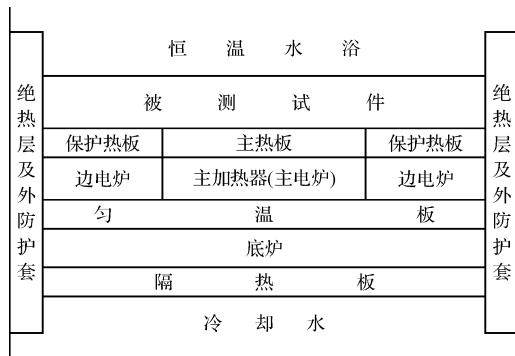 恒温水浴
被测试件
保护热板 主热板 保护热板
边电炉 主加热器(主电炉) 边电炉
匀温板
底炉
隔热板
冷却水
绝热层及外防护套
绝热层及外防护套